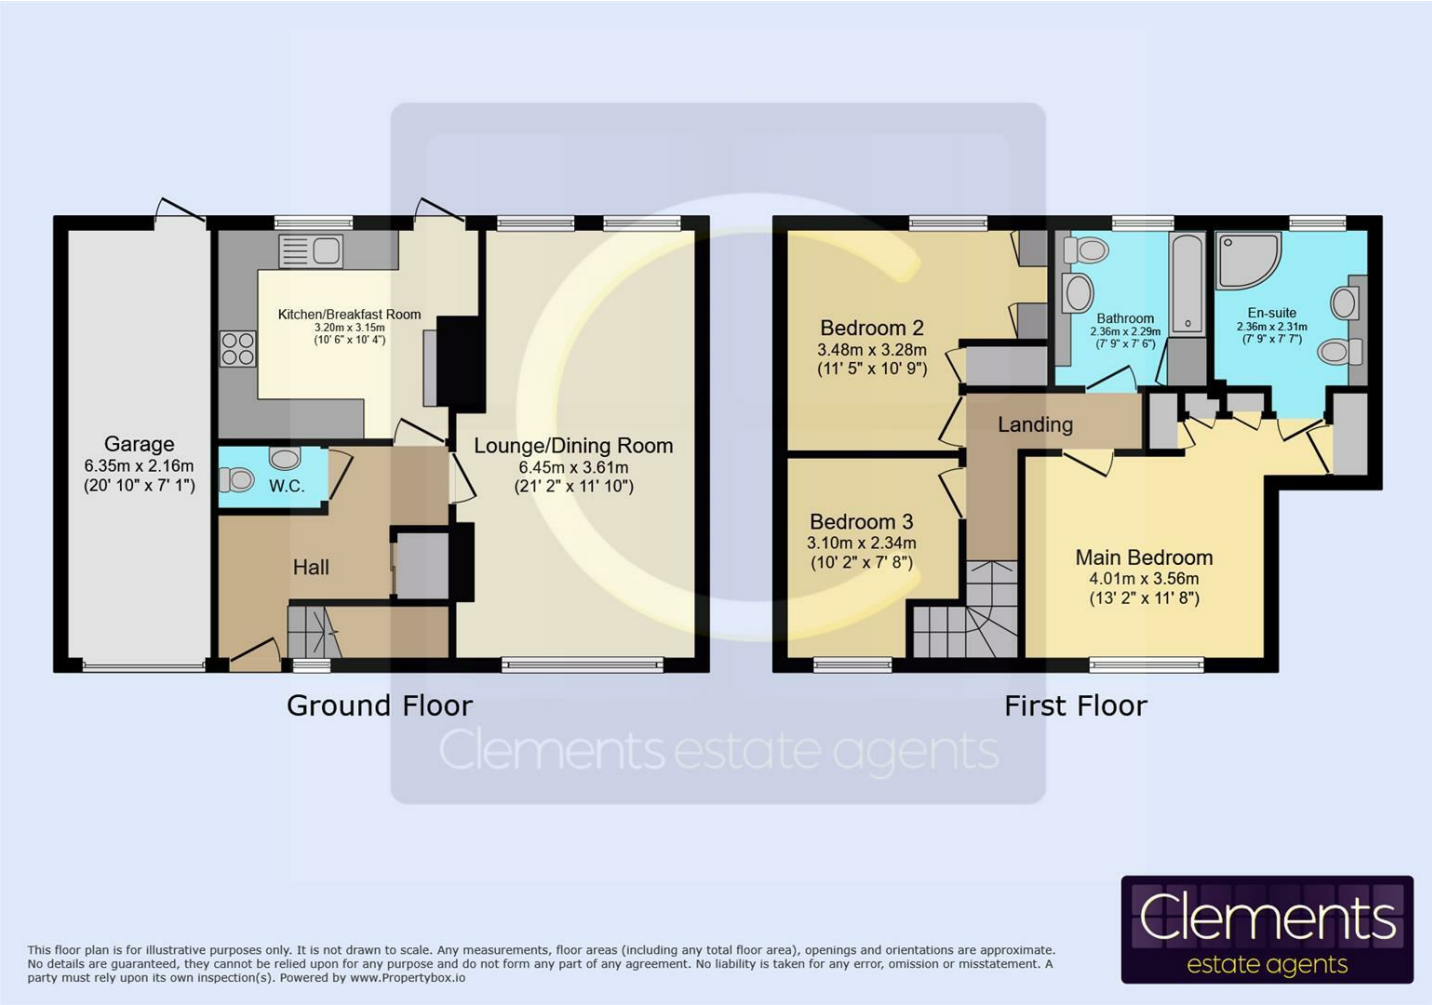 Kitchen/Breakfast Room
3.20m x 3.15m
(10' 6" x 10' 4")
Garage
6.35m x 2.16m
(20' 10" x 7' 1")
W.C.
Lounge/Dining Room
6.45m x 3.61m
(21' 2" x 11' 10")
Hall
Ground Floor
Bedroom 2
3.48m x 3.28m
(11' 5" x 10' 9")
Bathroom
2.36m x 2.29m
(7' 9" x 7' 6")
En-suite
2.36m x 2.31m
(7' 9" x 7' 7")
Landing
Bedroom 3
3.10m x 2.34m
(10' 2" x 7' 8")
Main Bedroom
4.01m x 3.56m
(13' 2" x 11' 8")
First Floor
Clements estate agents
Clements
estate agents
This floor plan is for illustrative purposes only. It is not drawn to scale. Any measurements, floor areas (including any total floor area), openings and orientations are approximate.
No details are guaranteed, they cannot be relied upon for any purpose and do not form any part of any agreement. No liability is taken for any error, omission or misstatement. A
party must rely upon its own inspection(s). Powered by www.Propertybox.io